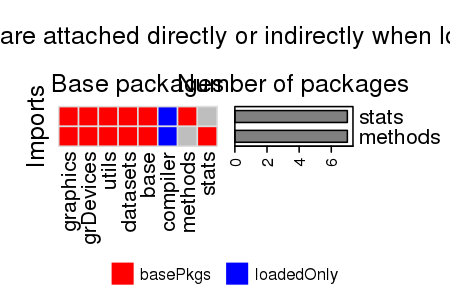 are attached directly or indirectly when lo
Base packages
Number of packages
Imports
stats
methods
0 2 4 6
graphics
grDevices
utils
datasets
base
compiler
methods
stats
basePkgs
loadedOnly